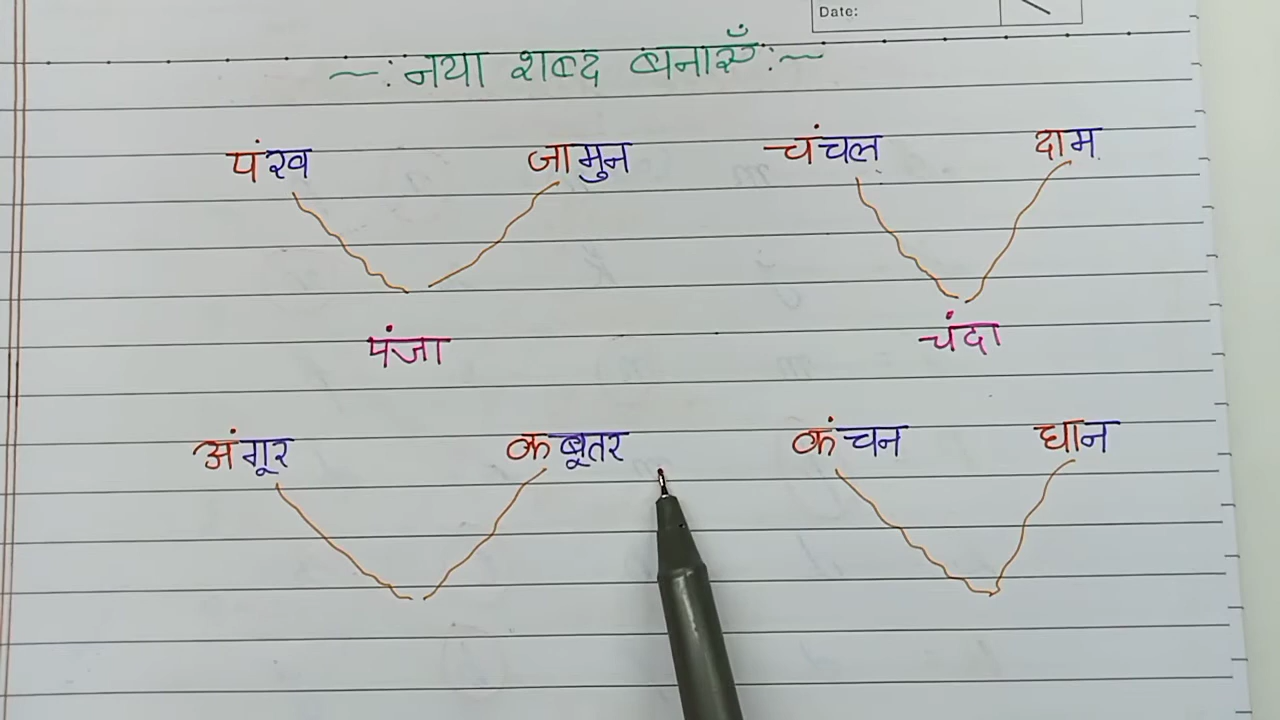 Date:
~: नया शब्द बनाएँ :~
पंख जामुन चंचल दाम
पंजा चंदा
अंगूर कबूतर कंचन धान